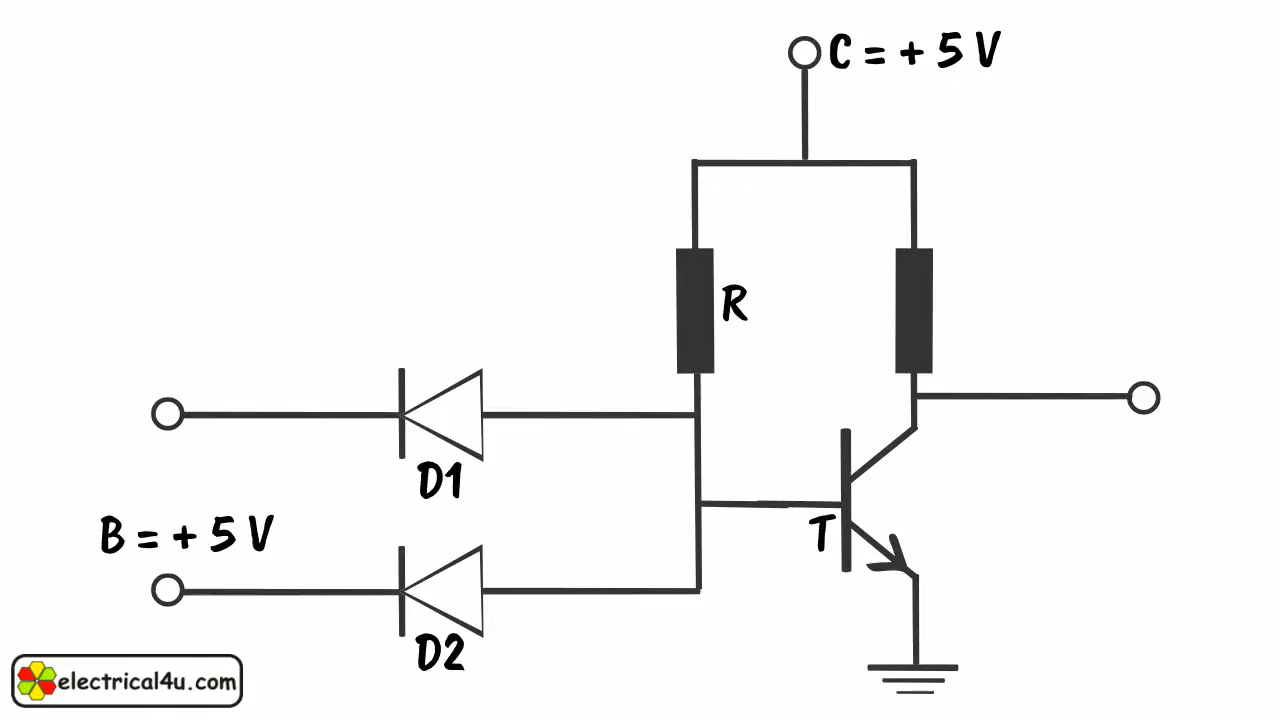 C = + 5 V
R
D1
B = + 5 V
T
D2
electrical4u.com